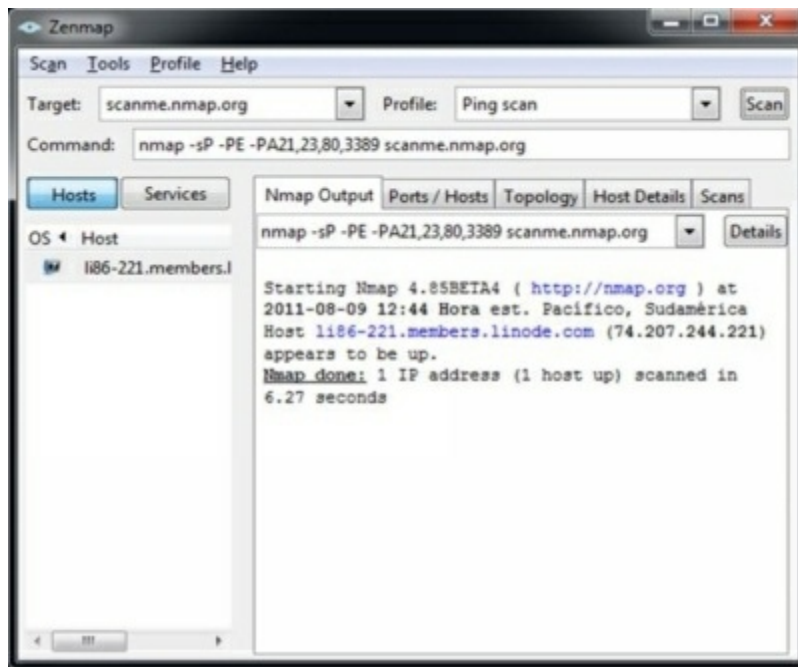 Zenmap
Scan Tools Profile Help
Target: scanme.nmap.org Profile: Ping scan Scan
Command: nmap -sP -PE -PA21,23,80,3389 scanme.nmap.org
Hosts Services
Nmap Output Ports / Hosts Topology Host Details Scans
OS Host
li86-221.members.l
nmap -sP -PE -PA21,23,80,3389 scanme.nmap.org Details
Starting Nmap 4.85BETA4 ( http://nmap.org ) at
2011-08-09 12:44 Hora est. Pacífico, Sudamérica
Host li86-221.members.linode.com (74.207.244.221)
appears to be up.
Nmap done: 1 IP address (1 host up) scanned in
6.27 seconds